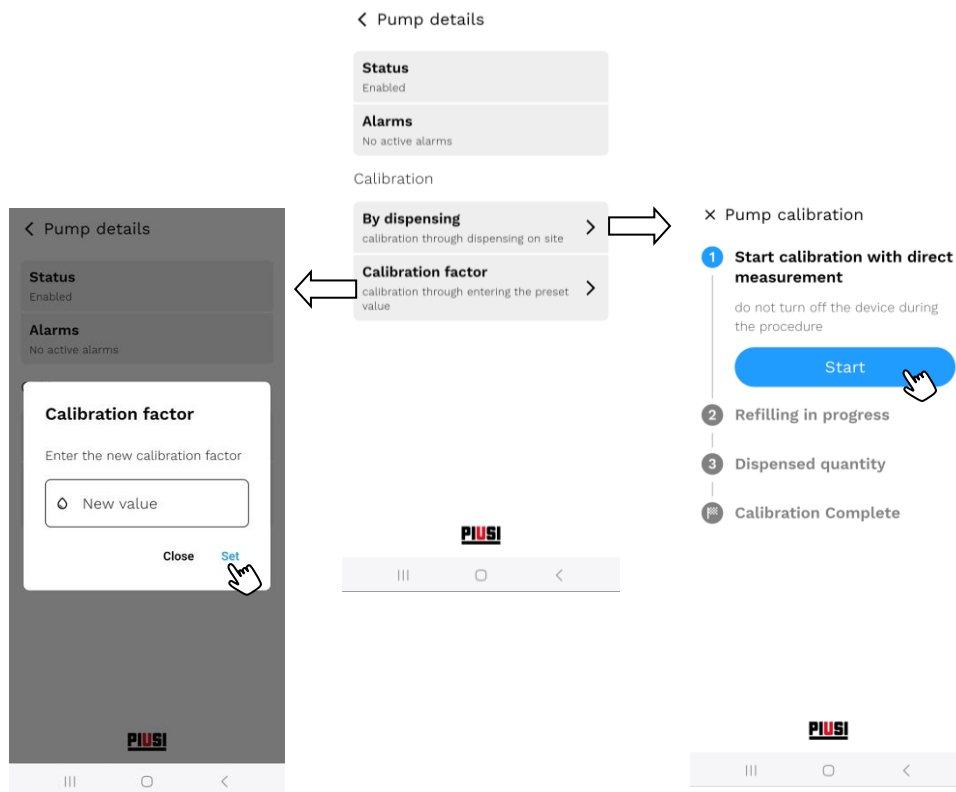 Pump details
Status
Enabled
Alarms
No active alarms
Calibration
By dispensing
calibration through dispensing on site
Calibration factor
calibration through entering the preset
value
PIUSI
Pump details
Status
Enabled
Alarms
No active alarms
Calibration factor
Enter the new calibration factor
New value
Close Set
PIUSI
Pump calibration
1 Start calibration with direct
measurement
do not turn off the device during
the procedure
Start
2 Refilling in progress
3 Dispensed quantity
Calibration Complete
PIUSI